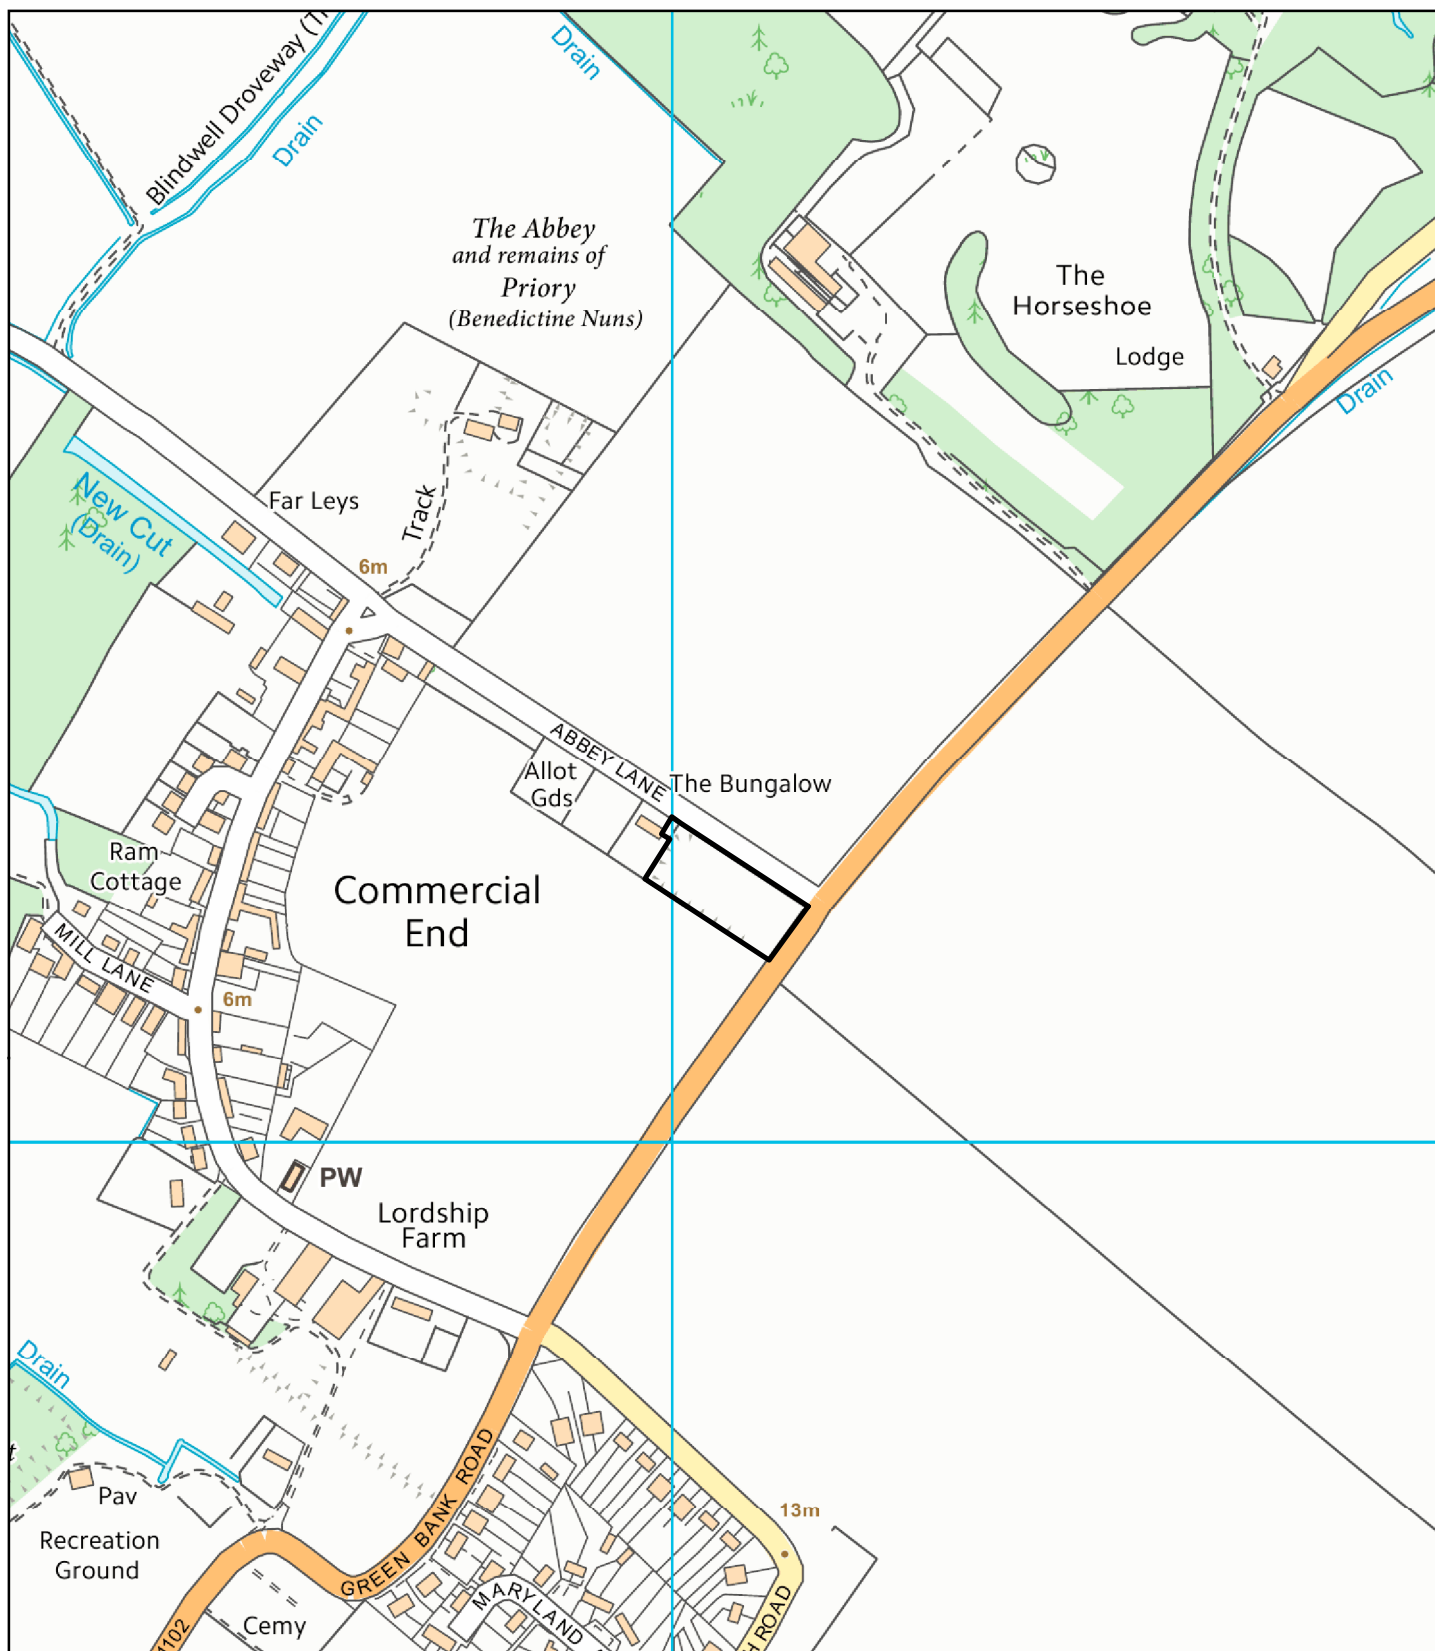 Blindwell Droveway (T
Drain
Drain
The Abbey
and remains of
Priory
(Benedictine Nuns)
The
Horseshoe
Lodge
Drain
Far Leys
Track
New Cut
(Drain)
6m
ABBEY LANE
The Bungalow
Allot
Gds
Ram
Cottage
Commercial
End
MILL LANE
6m
PW
Lordship
Farm
Drain
t
Pav
Recreation
Ground
GREEN BANK ROAD
13m
MARYLAND
H ROAD
Cemy
1102